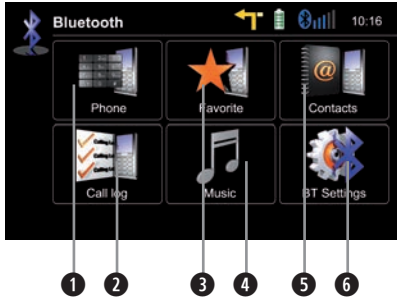 Bluetooth 10:16
Phone Favorite Contacts
@
Call log Music BT Settings
1 2 3 4 5 6